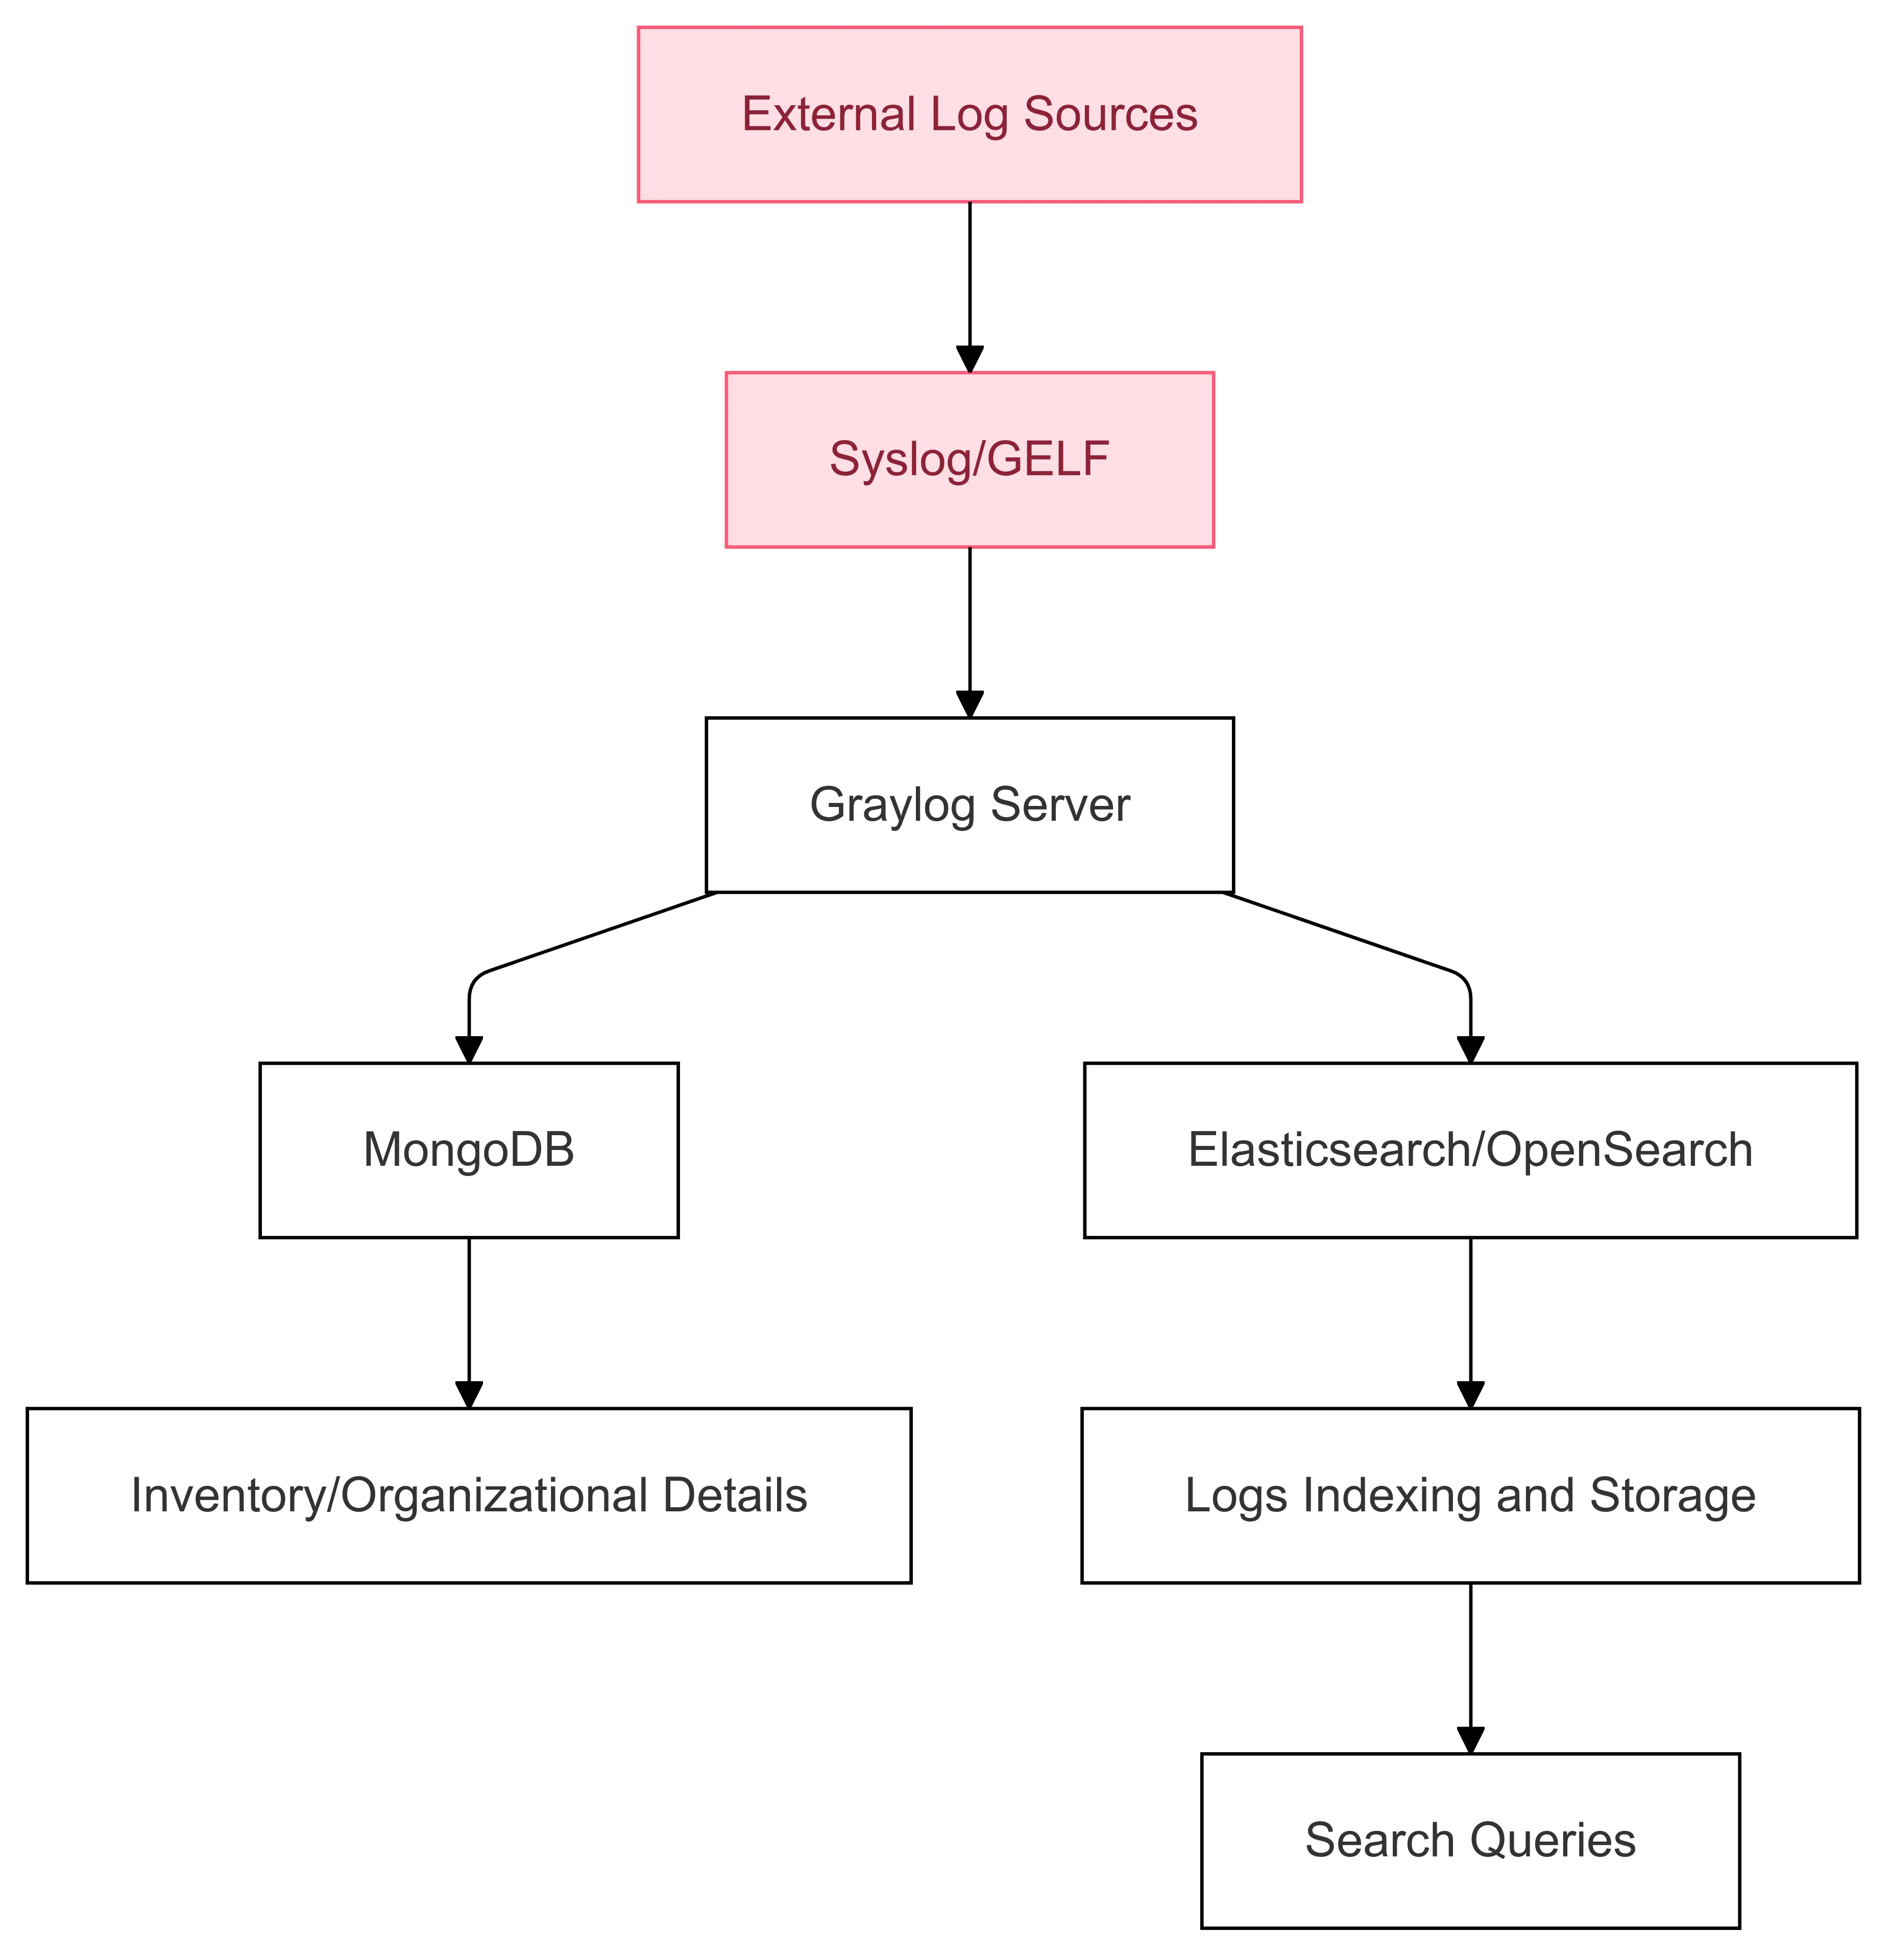 External Log Sources
Syslog/GELF
Graylog Server
MongoDB
Elasticsearch/OpenSearch
Inventory/Organizational Details
Logs Indexing and Storage
Search Queries